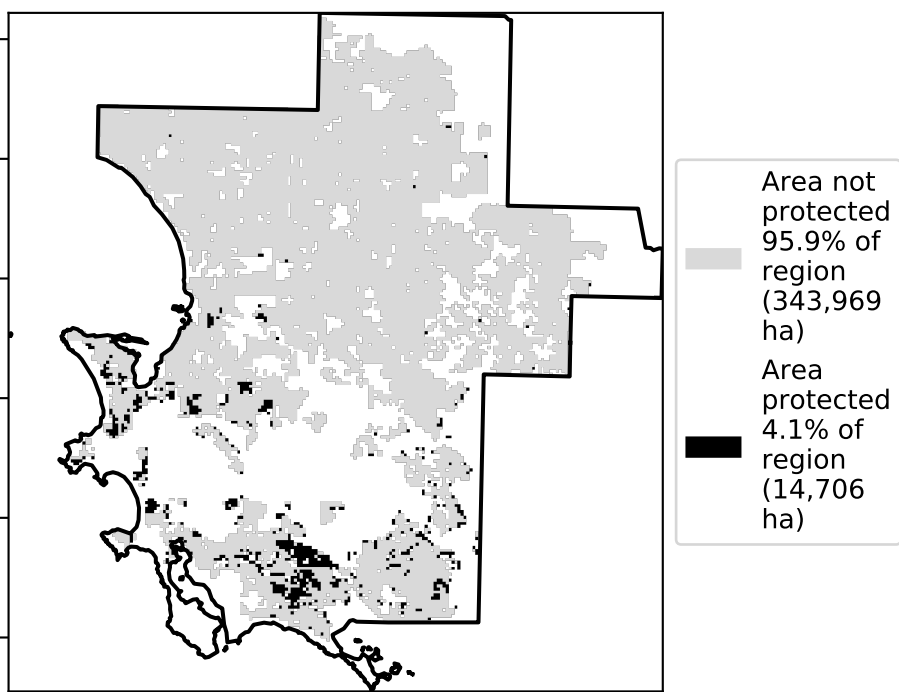 Area not
protected
95.9% of
region
(343,969
ha)
Area
protected
4.1% of
region
(14,706
ha)